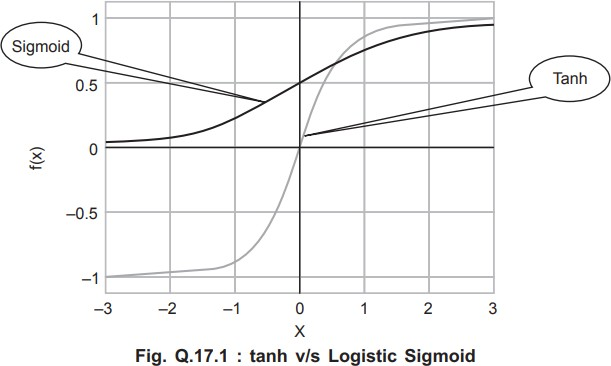 1
Sigmoid
0.5
Tanh
0
f(x)
–0.5
–1
–3 –2 –1 0 1 2 3
X
Fig. Q.17.1 : tanh v/s Logistic Sigmoid